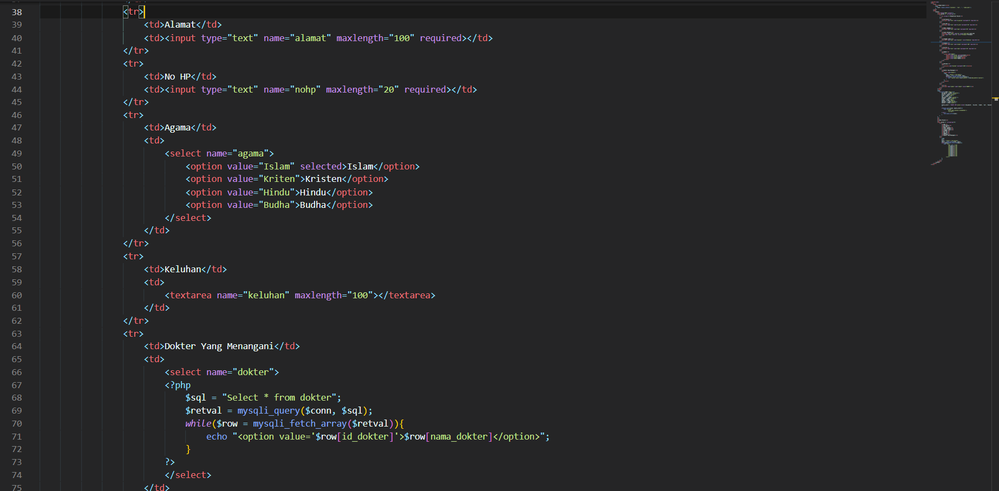 38 <tr>
39 <td>Alamat</td>
40 <td><input type="text" name="alamat" maxlength="100" required></td>
41 </tr>
42 <tr>
43 <td>No HP</td>
44 <td><input type="text" name="nohp" maxlength="20" required></td>
45 </tr>
46 <tr>
47 <td>Agama</td>
48 <td>
49 <select name="agama">
50 <option value="Islam" selected>Islam</option>
51 <option value="Kriten">Kristen</option>
52 <option value="Hindu">Hindu</option>
53 <option value="Budha">Budha</option>
54 </select>
55 </td>
56 </tr>
57 <tr>
58 <td>Keluhan</td>
59 <td>
60 <textarea name="keluhan" maxlength="100"></textarea>
61 </td>
62 </tr>
63 <tr>
64 <td>Dokter Yang Menangani</td>
65 <td>
66 <select name="dokter">
67 <?php
68 $sql = "Select * from dokter";
69 $retval = mysqli_query($conn, $sql);
70 while($row = mysqli_fetch_array($retval)){
71 echo "<option value='$row[id_dokter]'>$row[nama_dokter]</option>";
72 }
73 ?>
74 </select>
75 </td>